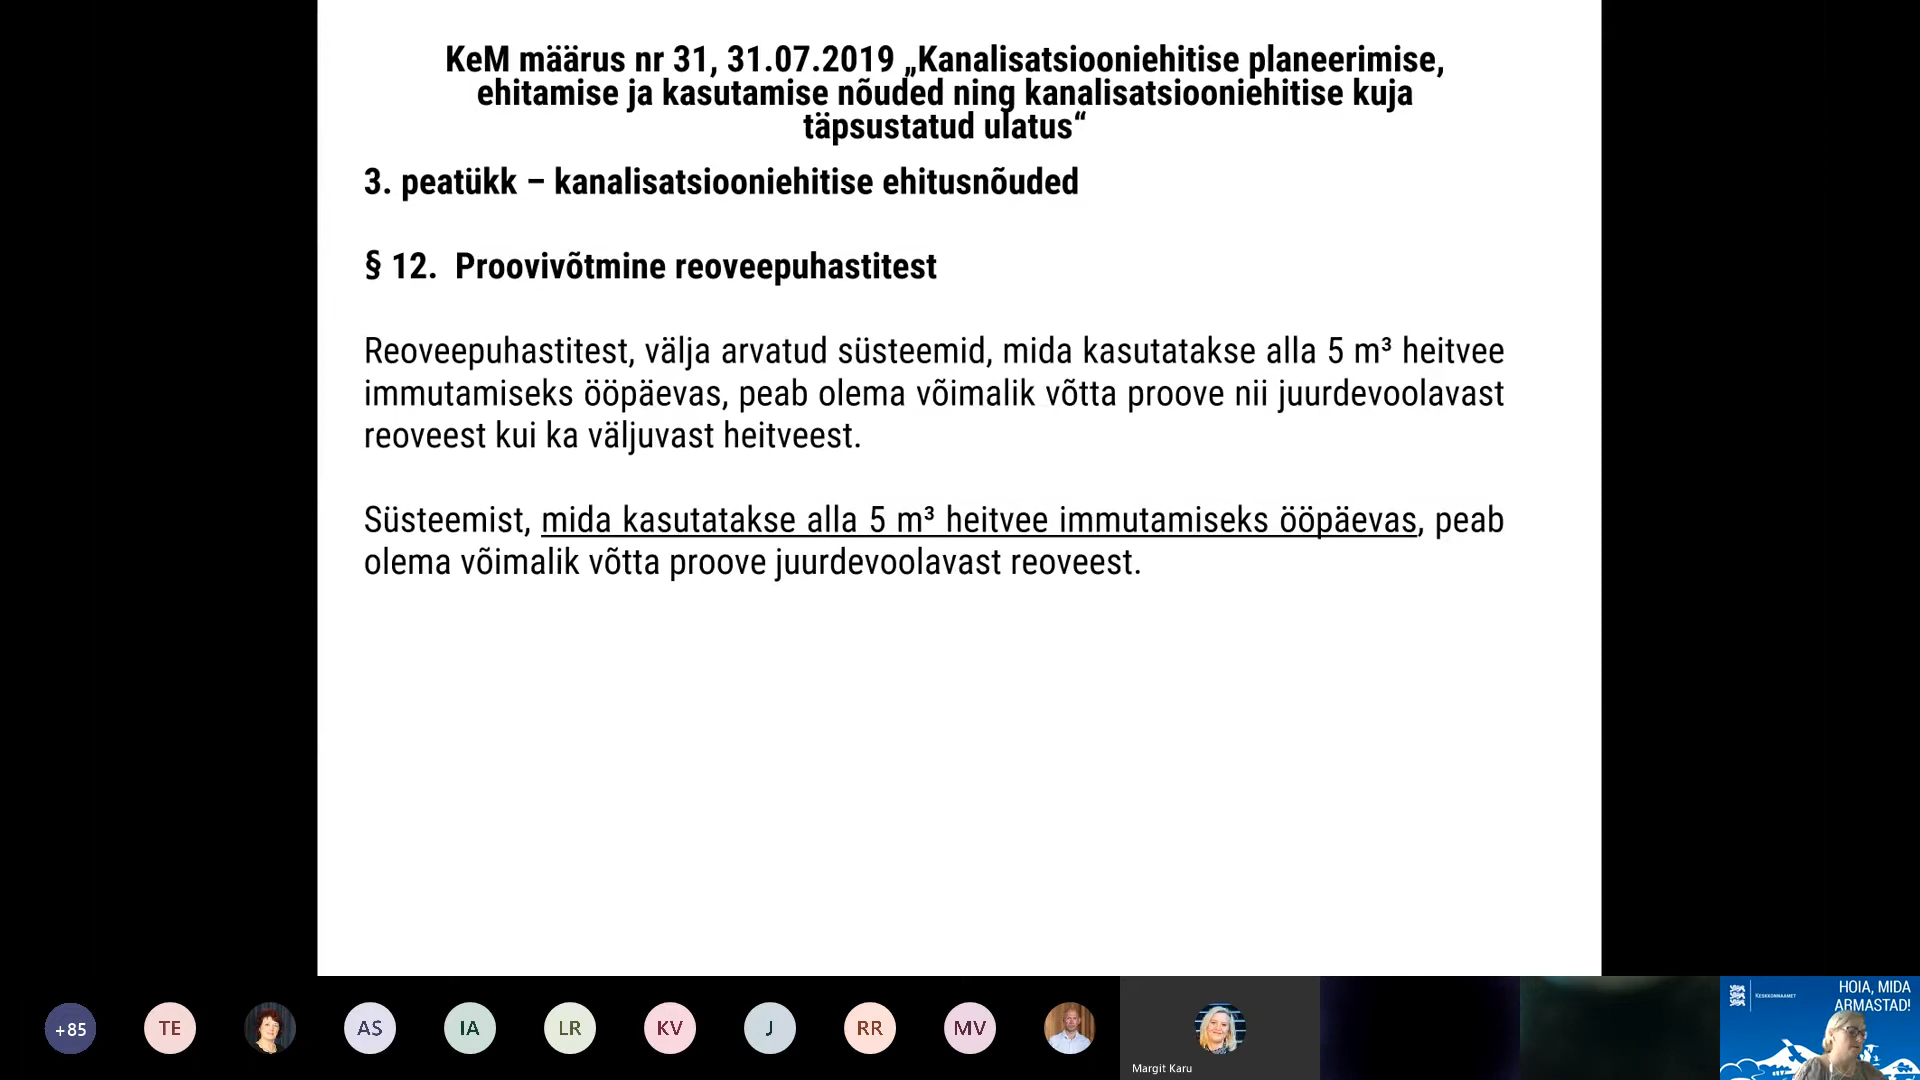 KeM määrus nr 31, 31.07.2019 „Kanalisatsiooniehitise planeerimise,
ehitamise ja kasutamise nõuded ning kanalisatsiooniehitise kuja
täpsustatud ulatus“
3. peatükk – kanalisatsiooniehitise ehitusnõuded
§ 12. Proovivõtmine reoveepuhastitest
Reoveepuhastitest, välja arvatud süsteemid, mida kasutatakse alla 5 m³ heitvee
immutamiseks ööpäevas, peab olema võimalik võtta proove nii juurdevoolavast
reoveest kui ka väljuvast heitveest.
Süsteemist, mida kasutatakse alla 5 m³ heitvee immutamiseks ööpäevas, peab
olema võimalik võtta proove juurdevoolavast reoveest.
+85
TE
AS
IA
LR
KV
J
RR
MV
Margit Karu
KESKKONNAAMET
HOIA, MIDA
ARMASTAD!